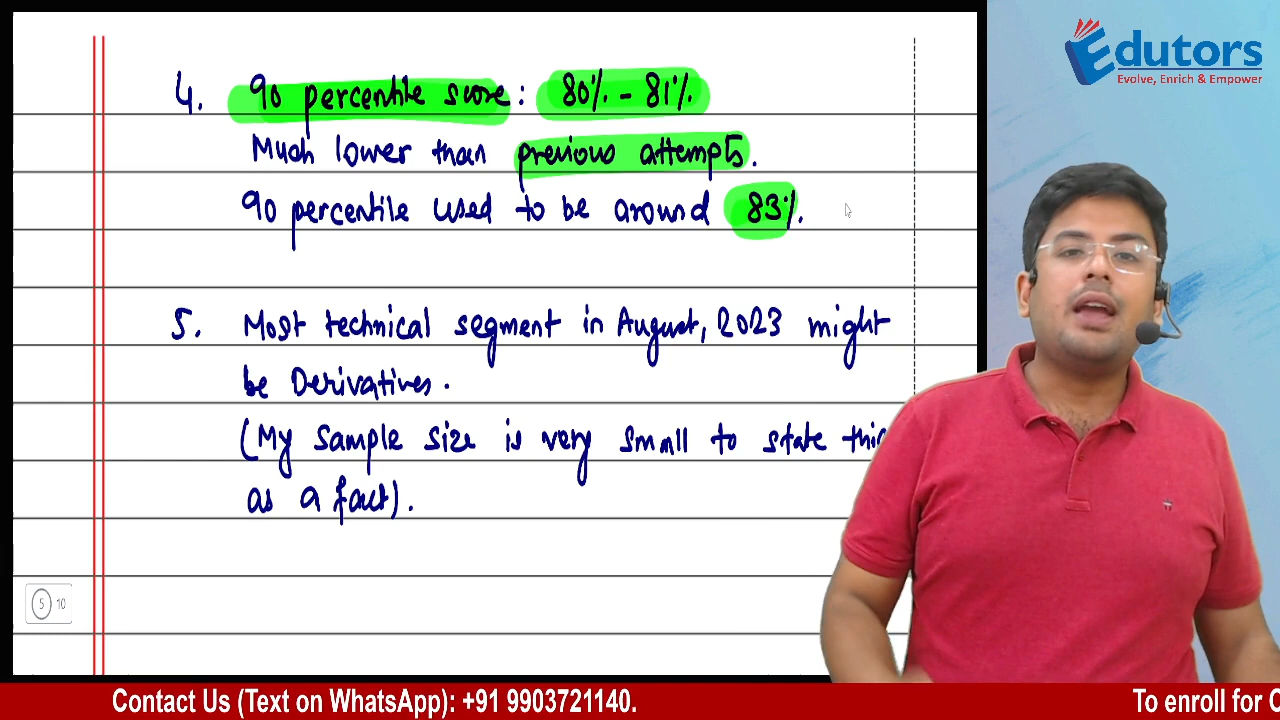 4. 90 percentile score: 80% - 81%
Much lower than previous attempts.
90 percentile used to be around 83%.
5. Most technical segment in August, 2023 might
be Derivatives.
(My sample size is very small to state this
as a fact).
5 10
Edutors
Evolve, Enrich & Empower
Contact Us (Text on WhatsApp): +91 9903721140.
To enroll for C